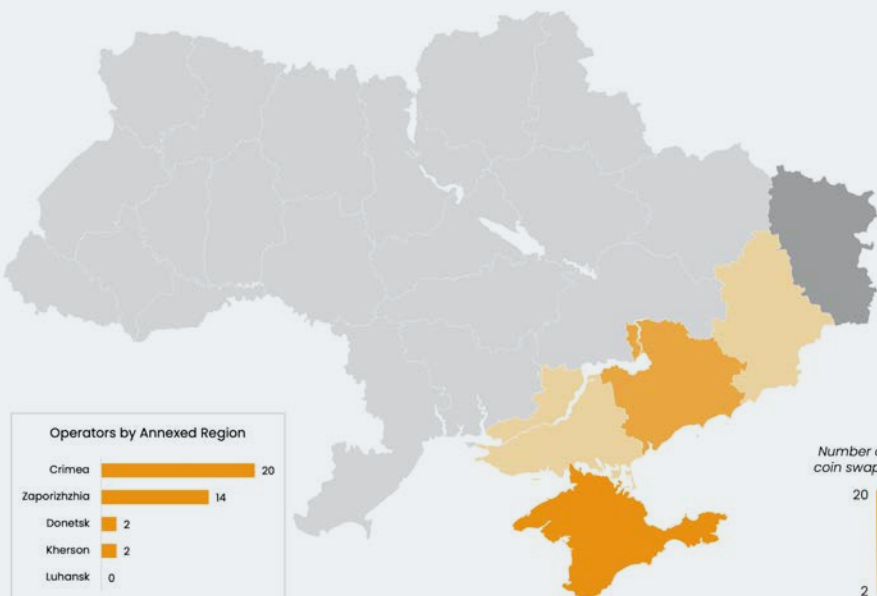 Operators by Annexed Region
Crimea 20
Zaporizhzhia 14
Donetsk 2
Kherson 2
Luhansk 0
Number
coin swap
20
2